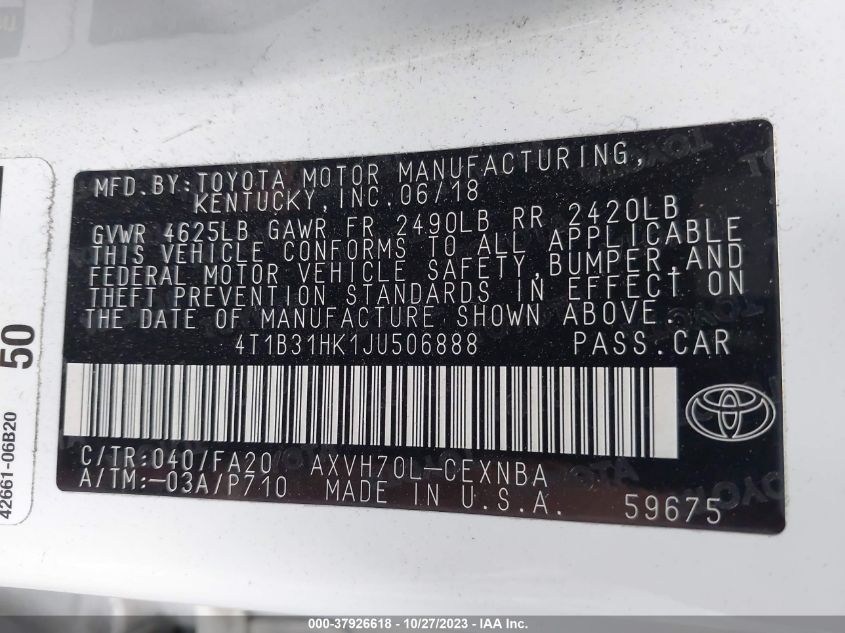 MFD.BY:TOYOTA MOTOR MANUFACTURING,
KENTUCKY,INC.06/18
GVWR 4625LB GAWR FR 2490LB RR 2420LB
THIS VEHICLE CONFORMS TO ALL APPLICABLE
FEDERAL MOTOR VEHICLE SAFETY,BUMPER,AND
THEFT PREVENTION STANDARDS IN EFFECT ON
THE DATE OF MANUFACTURE SHOWN ABOVE.
4T1B31HK1JU506888 PASS.CAR
C/TR:040/FA20 AXVH70L-CEXNBA
A/TM:-03A/P710 MADE IN U.S.A. 59675
50
42661-06B20
000-37926618 - 10/27/2023 - © IAA Inc.